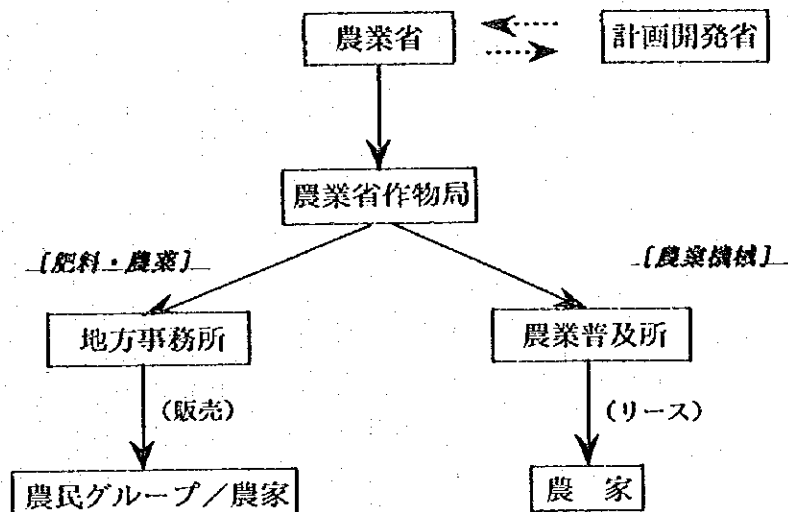 農業省
計画開発省
農業省作物局
[肥料・農薬]
[農業機械]
地方事務所
農業普及所
(販売)
(リース)
農民グループ／農家
農 家